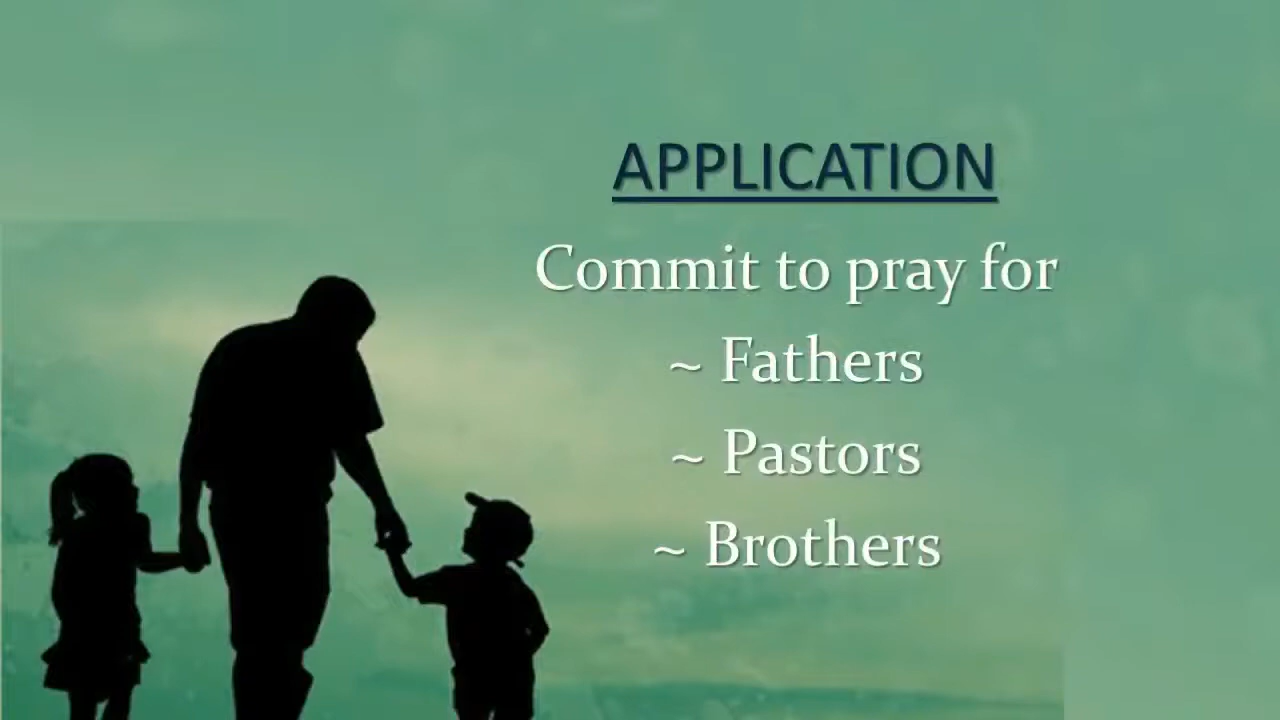 APPLICATION
Commit to pray for
~ Fathers
~ Pastors
~ Brothers